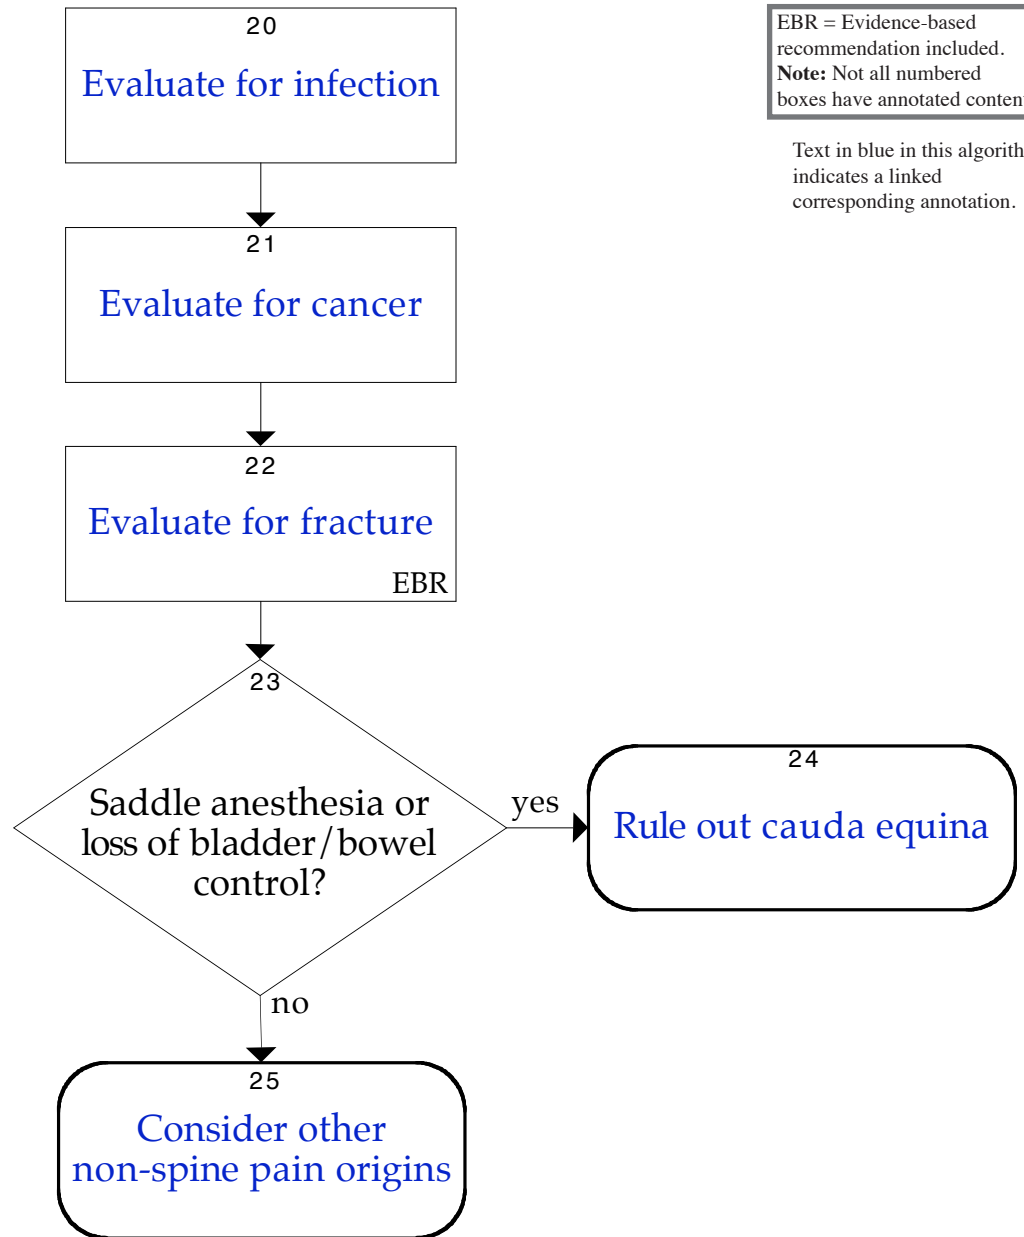 20
Evaluate for infection
EBR = Evidence-based
recommendation included.
Note: Not all numbered
boxes have annotated
Text in blue in this
indicates a linked
corresponding annotation.
21
Evaluate for cancer
22
Evaluate for fracture
EBR
23
Saddle anesthesia or
loss of bladder/bowel
control?
yes
24
Rule out cauda equina
no
25
Consider other
non-spine pain origins